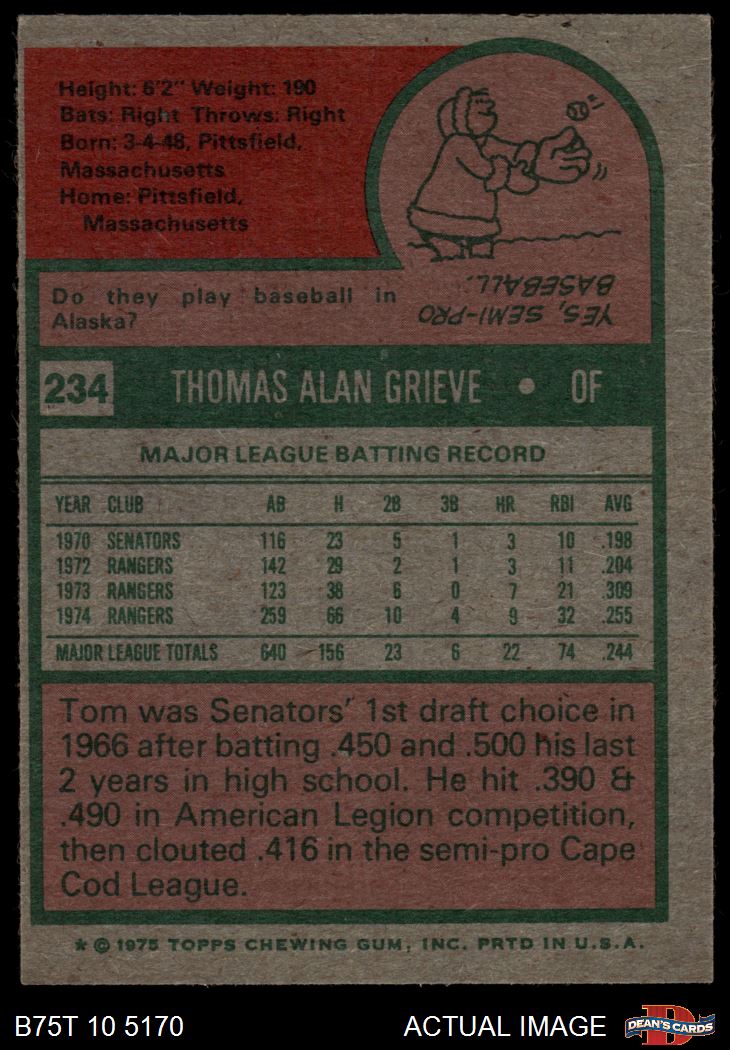 Height: 6'2" Weight: 190
Bats: Right Throws: Right
Born: 3-4-48, Pittsfield,
Massachusetts
Home: Pittsfield,
Massachusetts
Do they play baseball in
Alaska?
YES, SEMI-PRO
BASEBALL.
234 THOMAS ALAN GRIEVE • OF
MAJOR LEAGUE BATTING RECORD
YEAR CLUB AB H 2B 3B HR RBI AVG
1970 SENATORS 116 23 5 1 3 10 .198
1972 RANGERS 142 29 2 1 3 11 .204
1973 RANGERS 123 38 6 0 7 21 .309
1974 RANGERS 259 66 10 4 9 32 .255
MAJOR LEAGUE TOTALS 640 156 23 6 22 74 .244
Tom was Senators' 1st draft choice in
1966 after batting .450 and .500 his last
2 years in high school. He hit .390 &
.490 in American Legion competition,
then clouted .416 in the semi-pro Cape
Cod League.
* © 1975 TOPPS CHEWING GUM, INC. PRTD IN U.S.A.
B75T 10 5170 ACTUAL IMAGE
D
DEAN'S CARDS